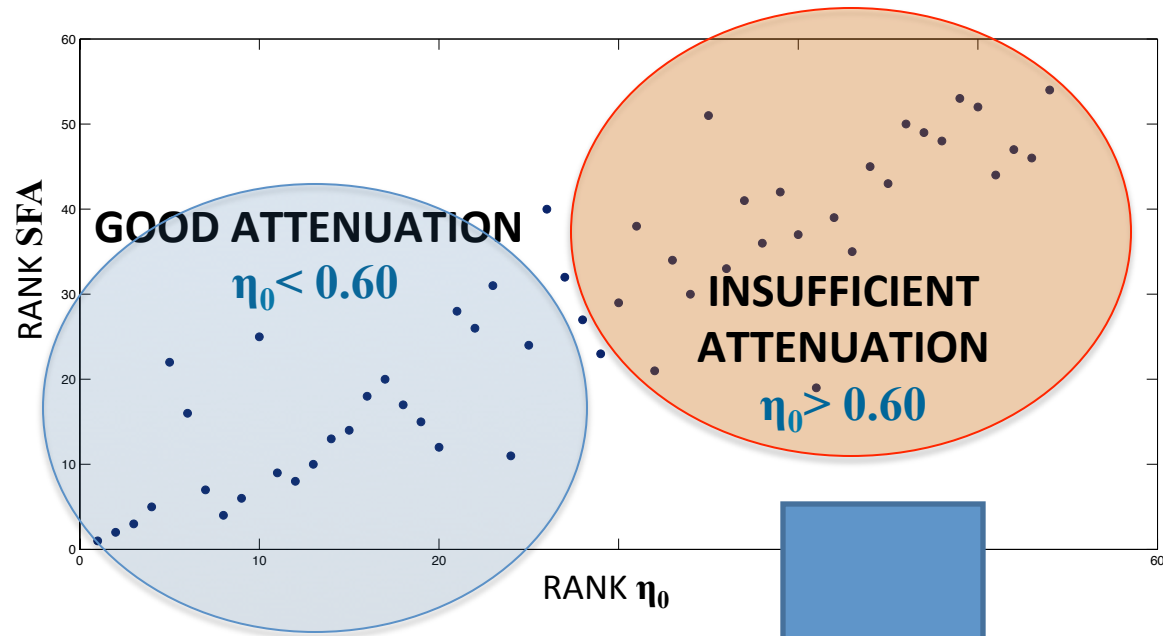 60
50
40
30
20
10
0
RANK SFA
GOOD ATTENUATION
η₀< 0.60
INSUFFICIENT
ATTENUATION
η₀> 0.60
0 10 20 60
RANK η₀